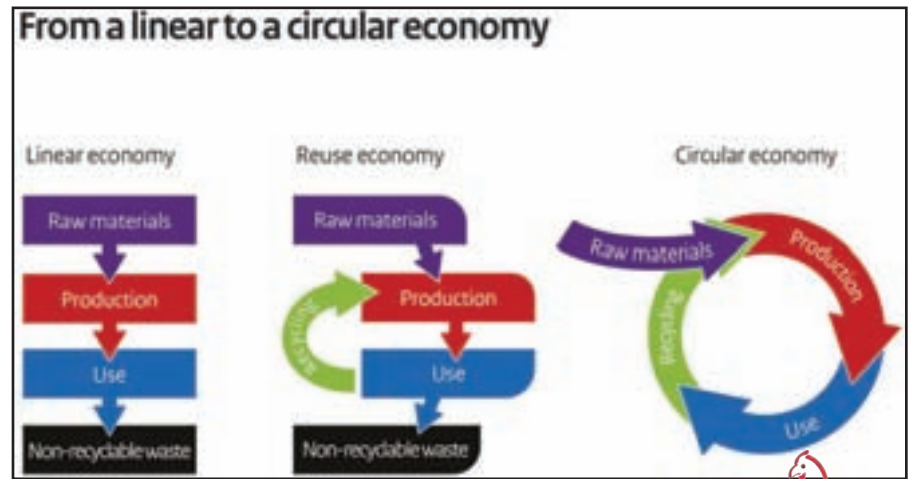 From a linear to a circular economy
Linear economy
Raw materials
Production
Use
Non-recyclable waste
Reuse economy
Raw materials
Production
Recycling
Use
Non-recyclable waste
Circular economy
Raw materials
Production
Recycling
Use